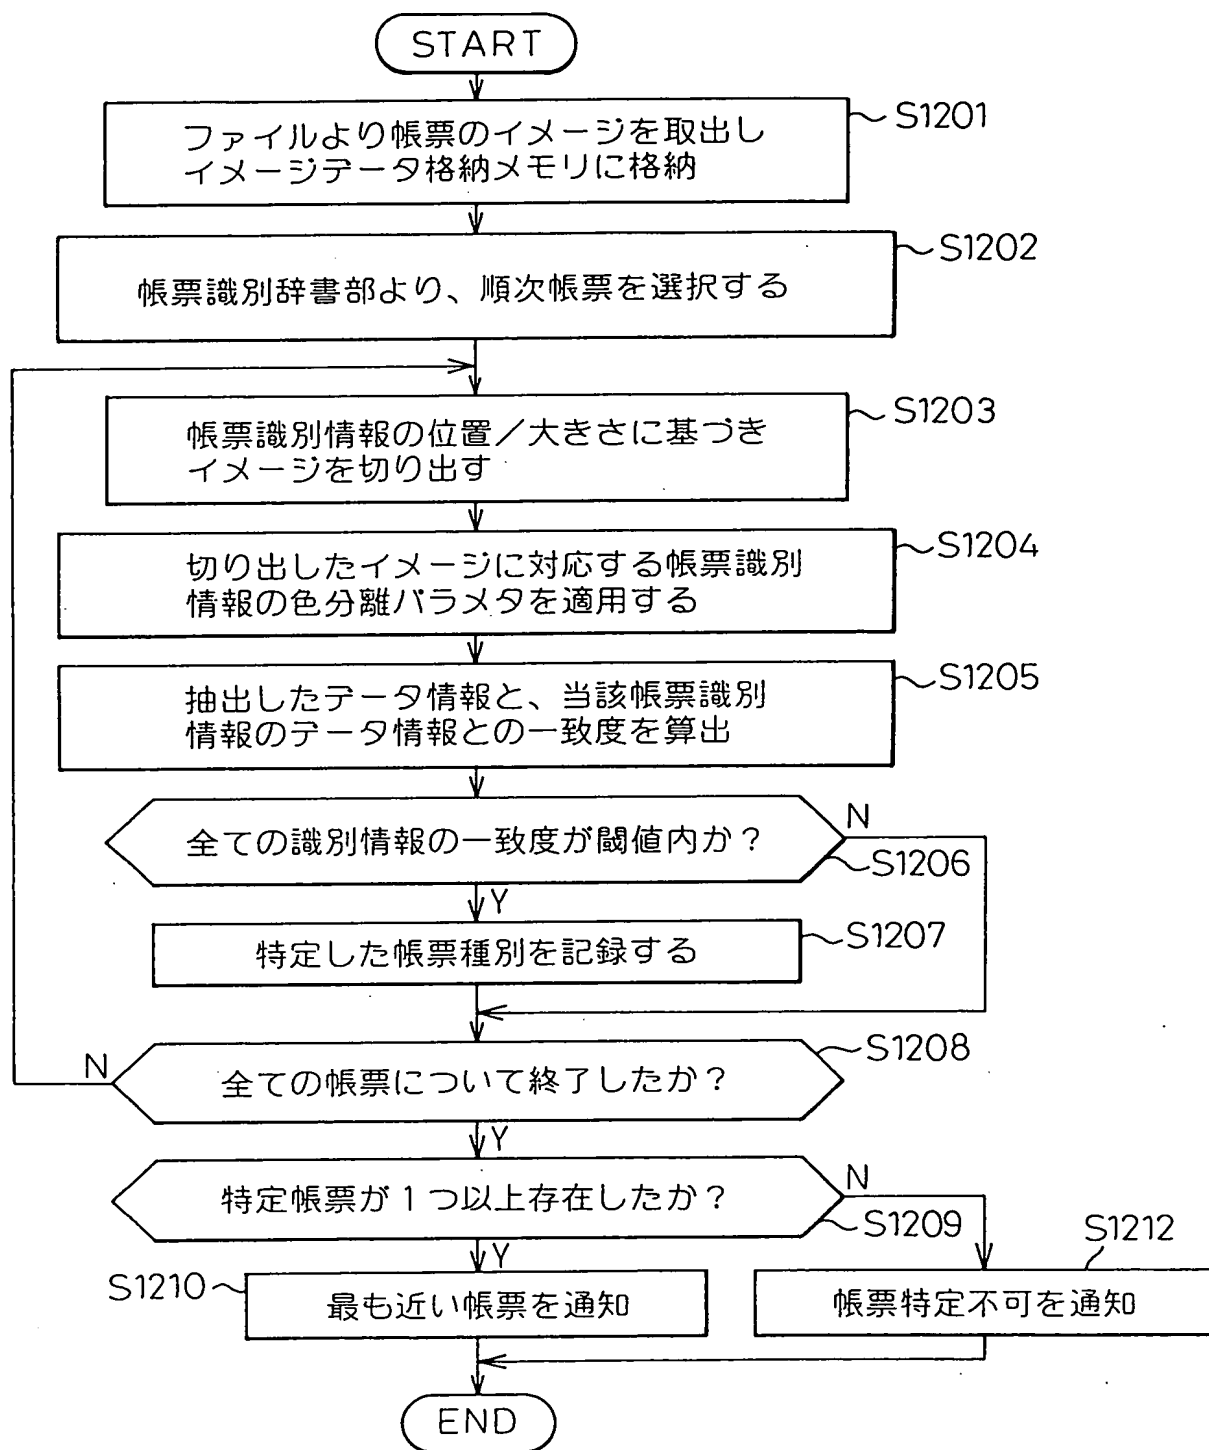 START
S1201
ファイルより帳票のイメージを取出し
イメージデータ格納メモリに格納
S1202
帳票識別辞書部より、順次帳票を選択する
S1203
帳票識別情報の位置／大きさに基づき
イメージを切り出す
S1204
切り出したイメージに対応する帳票識別
情報の色分離パラメタを適用する
S1205
抽出したデータ情報と、当該帳票識別
情報のデータ情報との一致度を算出
N
全ての識別情報の一致度が閾値内か？
S1206
Y
S1207
特定した帳票種別を記録する
S1208
N
全ての帳票について終了したか？
Y
N
特定帳票が１つ以上存在したか？
S1209
Y
S1212
S1210
最も近い帳票を通知
帳票特定不可を通知
END